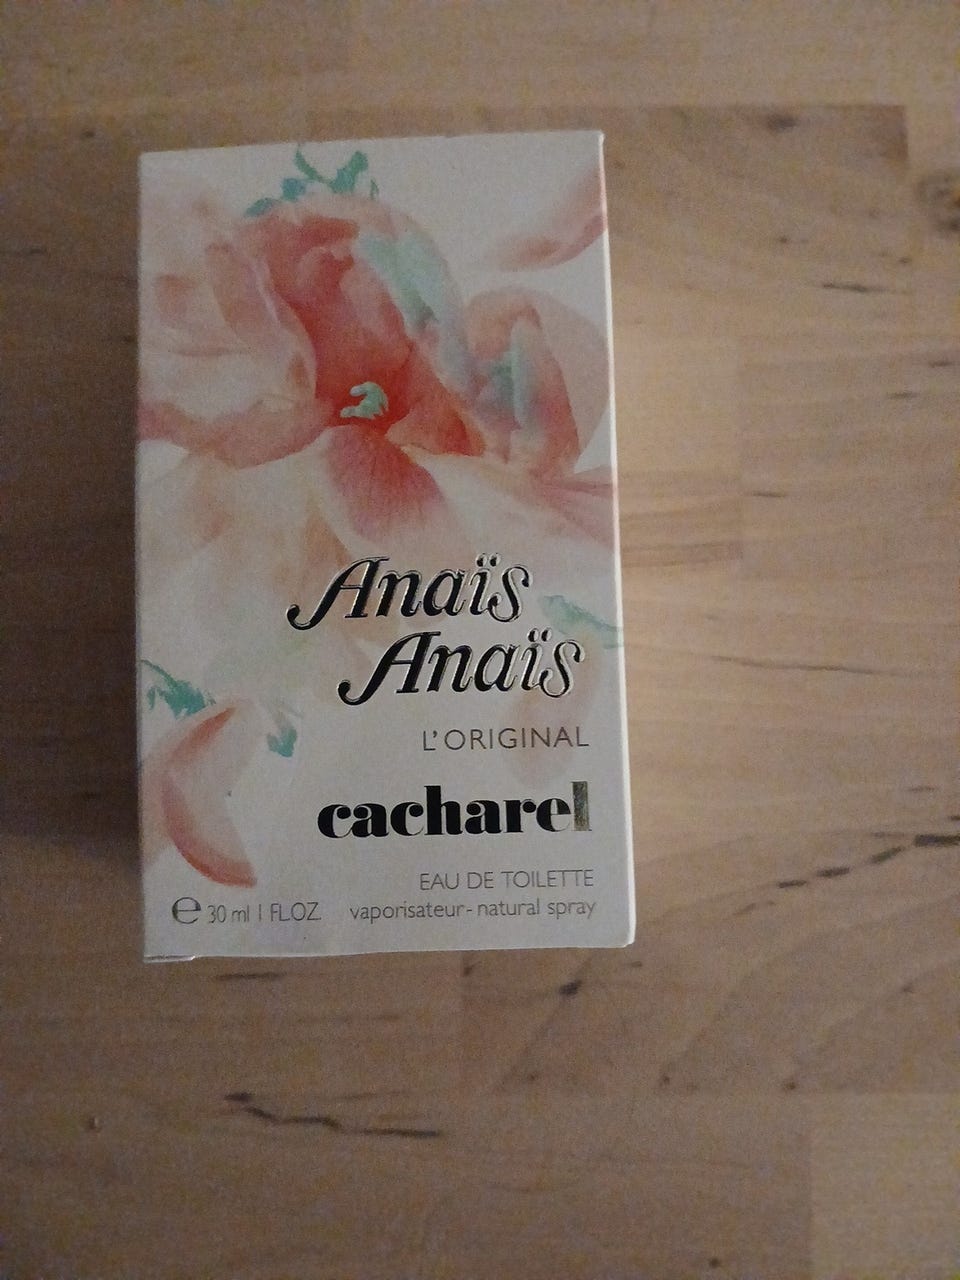 Anaïs
Anaïs
L'ORIGINAL
cacharel
EAU DE TOILETTE
e 30 ml 1 FL.OZ. vaporisateur - natural spray